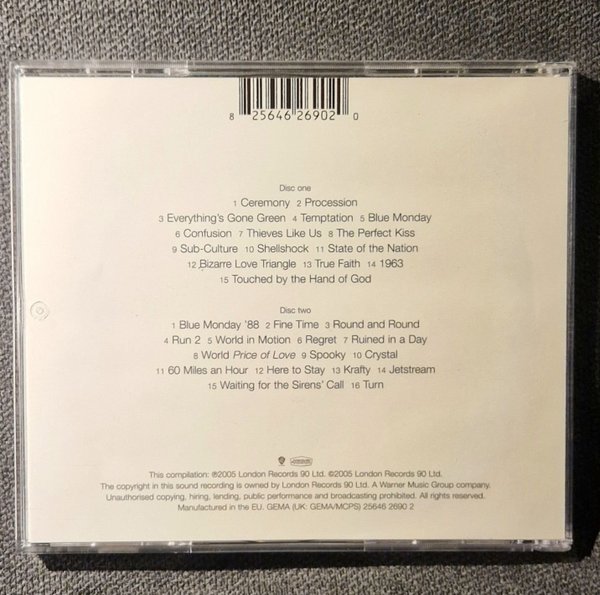 8 25646 26902 0
Disc one
1 Ceremony 2 Procession
3 Everything's Gone Green 4 Temptation 5 Blue Monday
6 Confusion 7 Thieves Like Us 8 The Perfect Kiss
9 Sub-Culture 10 Shellshock 11 State of the Nation
12 Bizarre Love Triangle 13 True Faith 14 1963
15 Touched by the Hand of God
Disc two
1 Blue Monday '88 2 Fine Time 3 Round and Round
4 Run 2 5 World in Motion 6 Regret 7 Ruined in a Day
8 World Price of Love 9 Spooky 10 Crystal
11 60 Miles an Hour 12 Here to Stay 13 Krafty 14 Jetstream
15 Waiting for the Sirens' Call 16 Turn
This compilation: ℗2005 London Records 90 Ltd. ©2005 London Records 90 Ltd.
The copyright in this sound recording is owned by London Records 90 Ltd. A Warner Music Group company.
Unauthorised copying, hiring, lending, public performance and broadcasting prohibited. All rights reserved.
Manufactured in the EU. GEMA (UK: GEMA/MCPS) 25646 2690 2